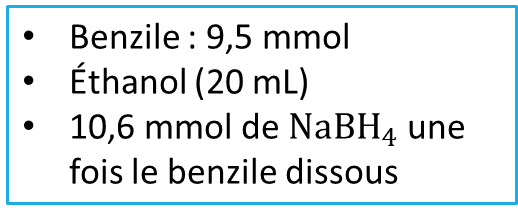 • Benzile : 9,5 mmol
• Éthanol (20 mL)
• 10,6 mmol de NaBH₄ une
fois le benzile dissous